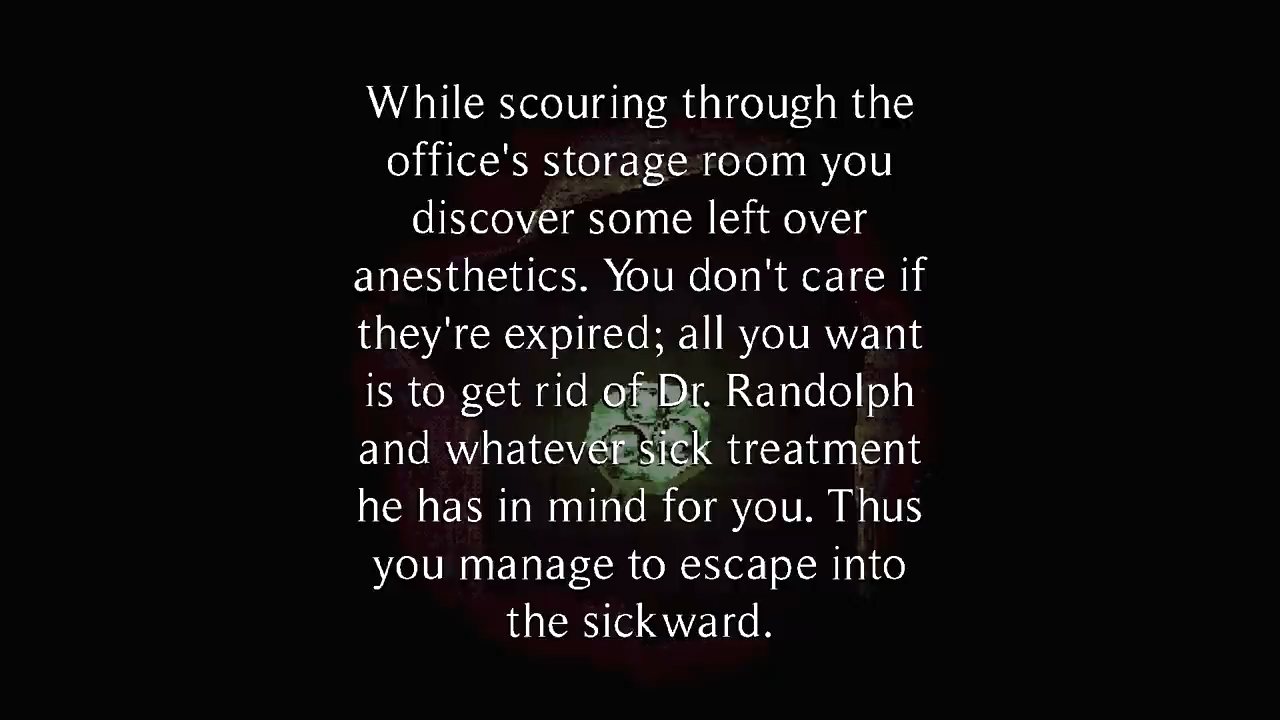 While scouring through the
office's storage room you
discover some left over
anesthetics. You don't care if
they're expired; all you want
is to get rid of Dr. Randolph
and whatever sick treatment
he has in mind for you. Thus
you manage to escape into
the sickward.